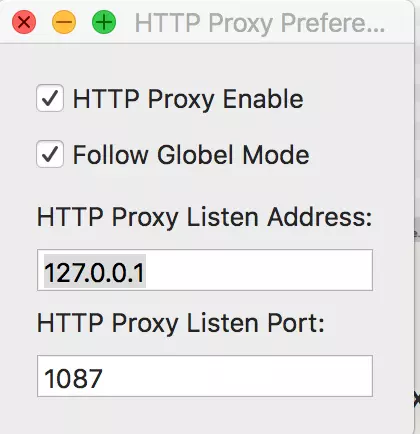 HTTP Proxy Prefere...
HTTP Proxy Enable
Follow Globel Mode
HTTP Proxy Listen Address:
127.0.0.1
HTTP Proxy Listen Port:
1087